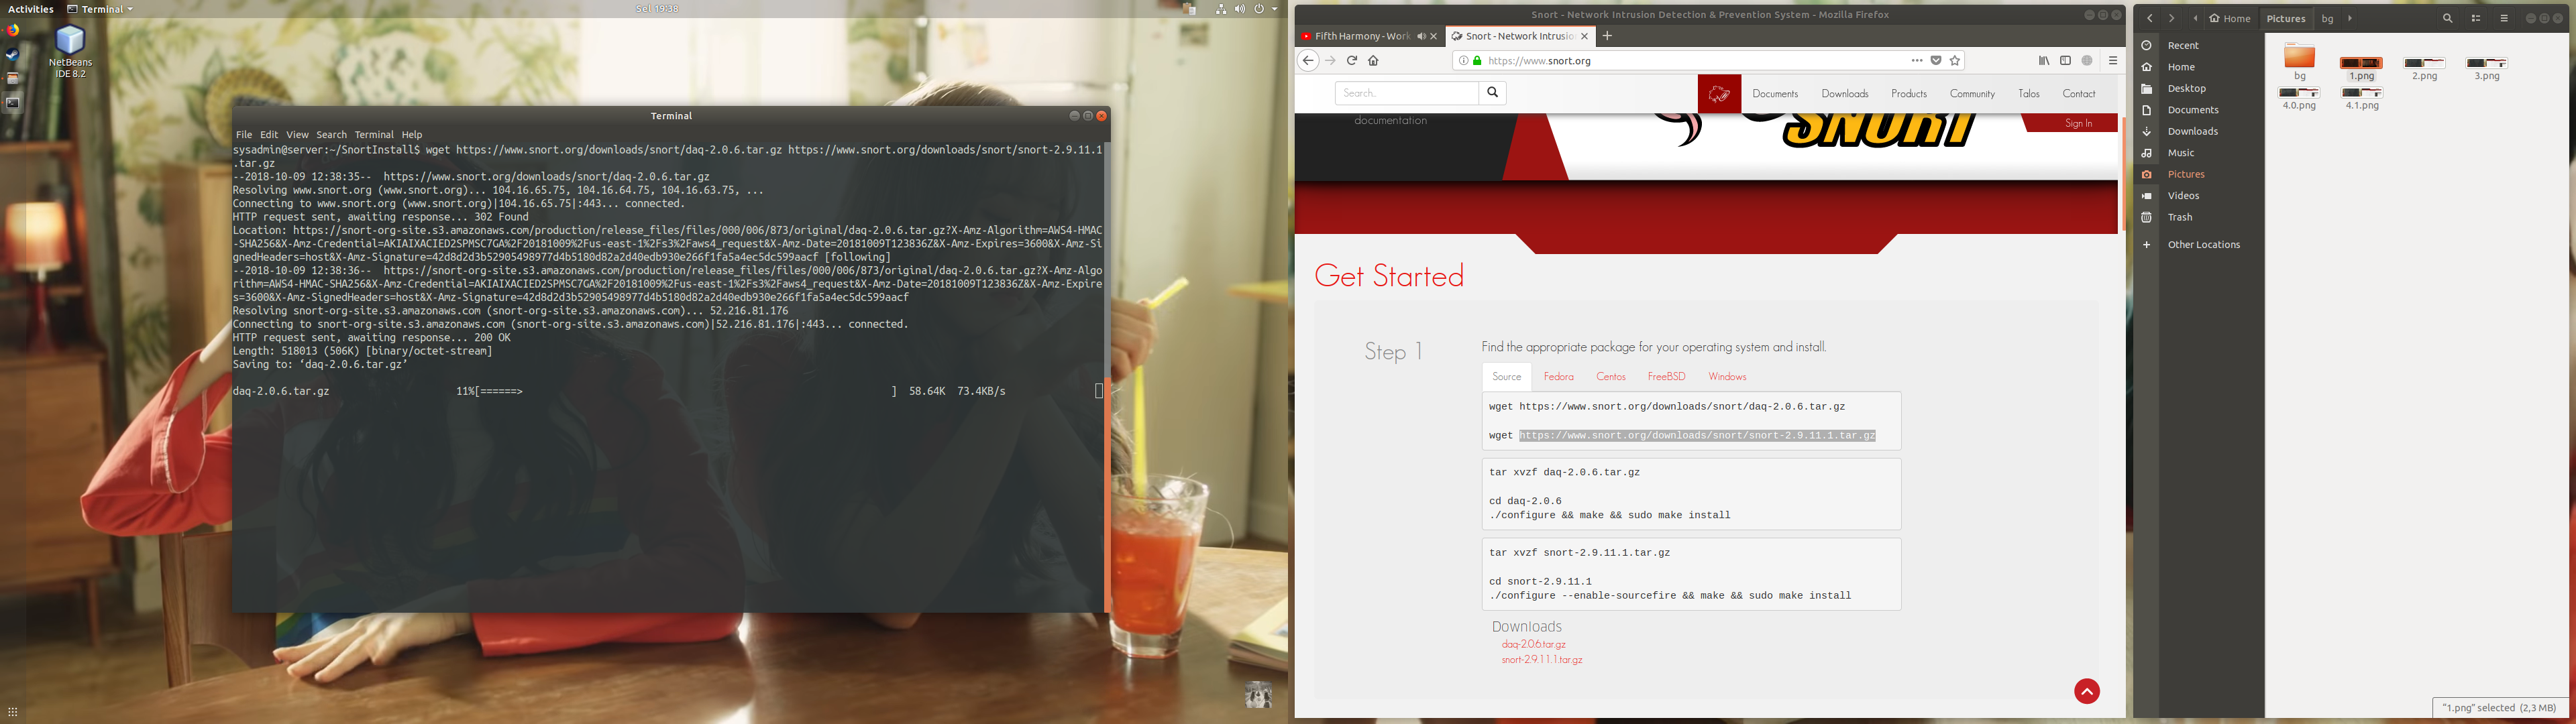 Activities
Terminal
Sel 19:38
NetBeans
IDE 8.2
Terminal
File Edit View Search Terminal Help
sysadmin@server:~/SnortInstall$ wget https://www.snort.org/downloads/snort/daq-2.0.6.tar.gz https://www.snort.org/downloads/snort/snort-2.9.11.1
.tar.gz
--2018-10-09 12:38:35-- https://www.snort.org/downloads/snort/daq-2.0.6.tar.gz
Resolving www.snort.org (www.snort.org)... 104.16.65.75, 104.16.64.75, 104.16.63.75, ...
Connecting to www.snort.org (www.snort.org)|104.16.65.75|:443... connected.
HTTP request sent, awaiting response... 302 Found
Location: https://snort-org-site.s3.amazonaws.com/production/release_files/files/000/006/873/original/daq-2.0.6.tar.gz?X-Amz-Algorithm=AWS4-HMAC
-SHA256&X-Amz-Credential=AKIAIXACIED2SPMSC7GA%2F20181009%2Fus-east-1%2Fs3%2Faws4_request&X-Amz-Date=20181009T123836Z&X-Amz-Expires=3600&X-Amz-Si
gnedHeaders=host&X-Amz-Signature=42d8d2d3b52905498977d4b5180d82a2d40edb930e266f1fa5a4ec5dc599aacf [following]
--2018-10-09 12:38:36-- https://snort-org-site.s3.amazonaws.com/production/release_files/files/000/006/873/original/daq-2.0.6.tar.gz?X-Amz-Algo
rithm=AWS4-HMAC-SHA256&X-Amz-Credential=AKIAIXACIED2SPMSC7GA%2F20181009%2Fus-east-1%2Fs3%2Faws4_request&X-Amz-Date=20181009T123836Z&X-Amz-Expire
s=3600&X-Amz-SignedHeaders=host&X-Amz-Signature=42d8d2d3b52905498977d4b5180d82a2d40edb930e266f1fa5a4ec5dc599aacf
Resolving snort-org-site.s3.amazonaws.com (snort-org-site.s3.amazonaws.com)... 52.216.81.176
Connecting to snort-org-site.s3.amazonaws.com (snort-org-site.s3.amazonaws.com)|52.216.81.176|:443... connected.
HTTP request sent, awaiting response... 200 OK
Length: 518013 (506K) [binary/octet-stream]
Saving to: ‘daq-2.0.6.tar.gz’
daq-2.0.6.tar.gz 11%[======> ] 58.64K 73.4KB/s
Snort - Network Intrusion Detection & Prevention System - Mozilla Firefox
Fifth Harmony - Work
Snort - Network Intrusion
https://www.snort.org
Search..
Documents Downloads Products Community Talos Contact
documentation
SNORT
Sign In
Get Started
Step 1
Find the appropriate package for your operating system and install.
Source Fedora Centos FreeBSD Windows
wget https://www.snort.org/downloads/snort/daq-2.0.6.tar.gz
wget https://www.snort.org/downloads/snort/snort-2.9.11.1.tar.gz
tar xvzf daq-2.0.6.tar.gz
cd daq-2.0.6
./configure && make && sudo make install
tar xvzf snort-2.9.11.1.tar.gz
cd snort-2.9.11.1
./configure --enable-sourcefire && make && sudo make install
Downloads
daq-2.0.6.tar.gz
snort-2.9.11.1.tar.gz
Home Pictures bg
Recent
Home
Desktop
Documents
Downloads
Music
Pictures
Videos
Trash
Other Locations
bg 1.png 2.png 3.png
4.0.png 4.1.png
"1.png" selected (2,3 MB)